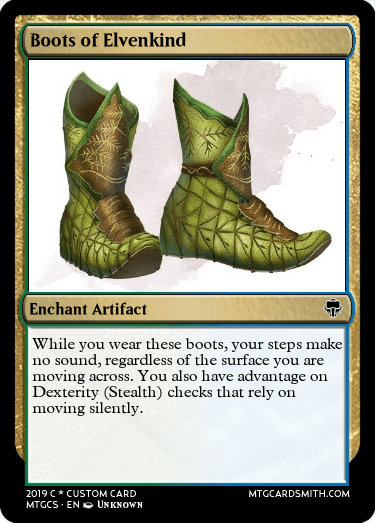 Boots of Elvenkind
Enchant Artifact
While you wear these boots, your steps make
no sound, regardless of the surface you are
moving across. You also have advantage on
Dexterity (Stealth) checks that rely on
moving silently.
2019 C * CUSTOM CARD
MTGCS • EN UNKNOWN
MTGCARDSMITH.COM